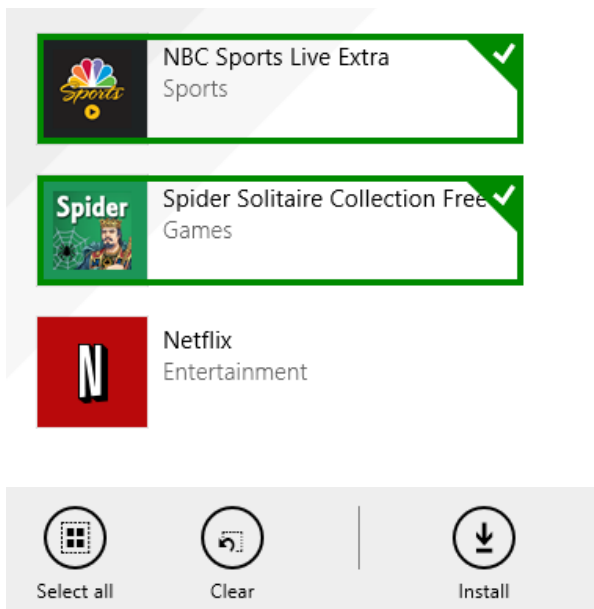 Sports
NBC Sports Live Extra
Sports
Spider
Spider Solitaire Collection Free
Games
N
Netflix
Entertainment
Select all
Clear
Install